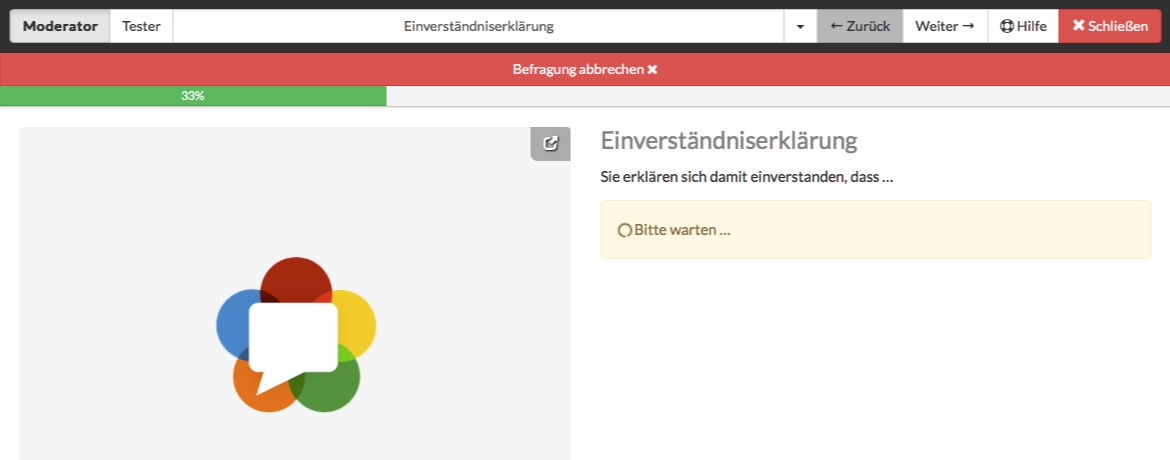 Moderator Tester Einverständniserklärung ← Zurück Weiter → Hilfe ✖ Schließen
Befragung abbrechen ✖
33%
Einverständniserklärung
Sie erklären sich damit einverstanden, dass ...
Bitte warten ...